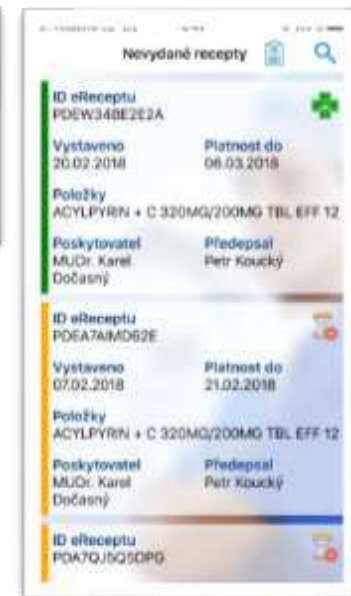 Nevydané recepty
ID eReceptu
PDEW34BE2E2A
Vystaveno Platnost do
20.02.2018 06.03.2018
Položky
ACYLPYRIN + C 320MG/200MG TBL EFF 12
Poskytovatel Předepsal
MUDr. Karel Petr Koucký
Dočasný
ID eReceptu
PDEA7AIMD62E
Vystaveno Platnost do
07.02.2018 21.02.2018
Položky
ACYLPYRIN + C 320MG/200MG TBL EFF 12
Poskytovatel Předepsal
MUDr. Karel Petr Koucký
Dočasný
ID eReceptu
PDA7QJ5Q5DPG